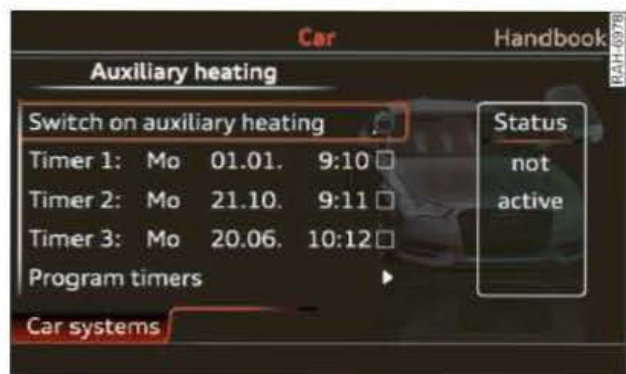 Car Handbook
Auxiliary heating
Switch on auxiliary heating
Timer 1: Mo 01.01. 9:10
Timer 2: Mo 21.10. 9:11
Timer 3: Mo 20.06. 10:12
Program timers
Status
not
active
Car systems
RAH-6978